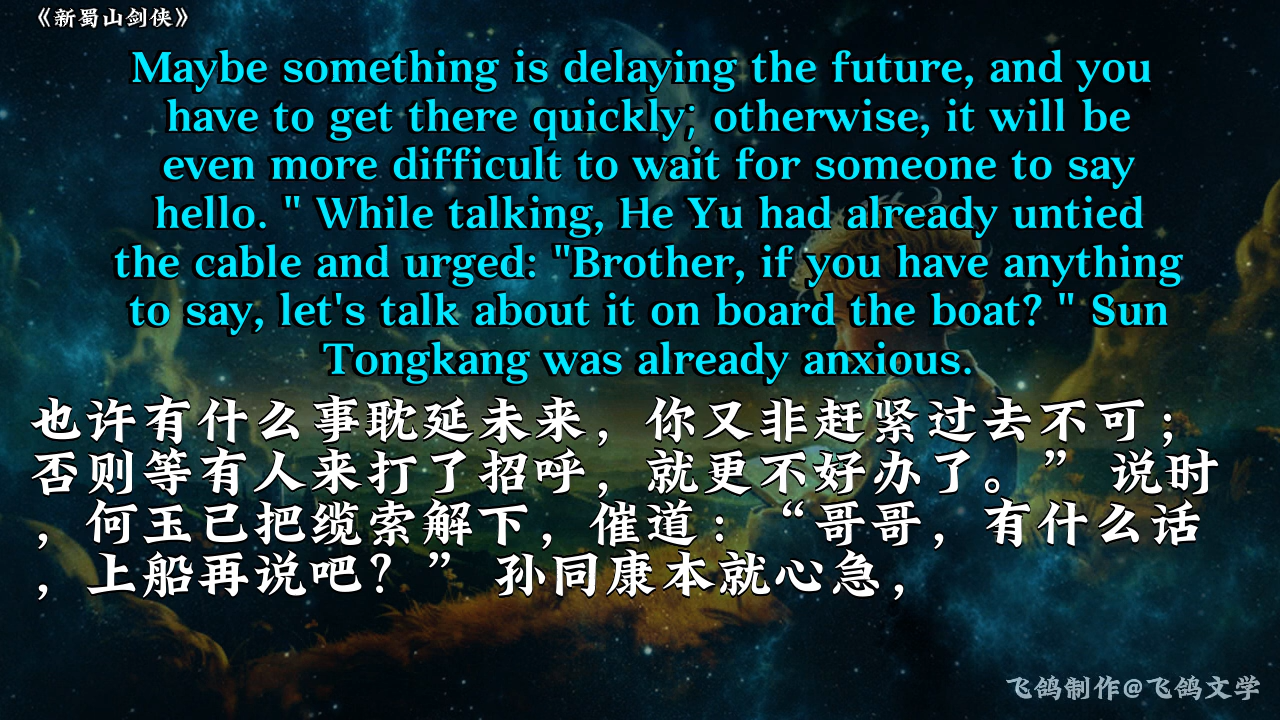 《新蜀山剑侠》
Maybe something is delaying the future, and you
have to get there quickly; otherwise, it will be
even more difficult to wait for someone to say
hello. " While talking, He Yu had already untied
the cable and urged: "Brother, if you have anything
to say, let's talk about it on board the boat? " Sun
Tongkang was already anxious.
也许有什么事耽延未来，你又非赶紧过去不可；
否则等有人来打了招呼，就更不好办了。” 说时
，何玉己把缆索解下，催道：“哥哥，有什么话
，上船再说吧？” 孙同康本就心急，
飞鸽制作@飞鸽文学